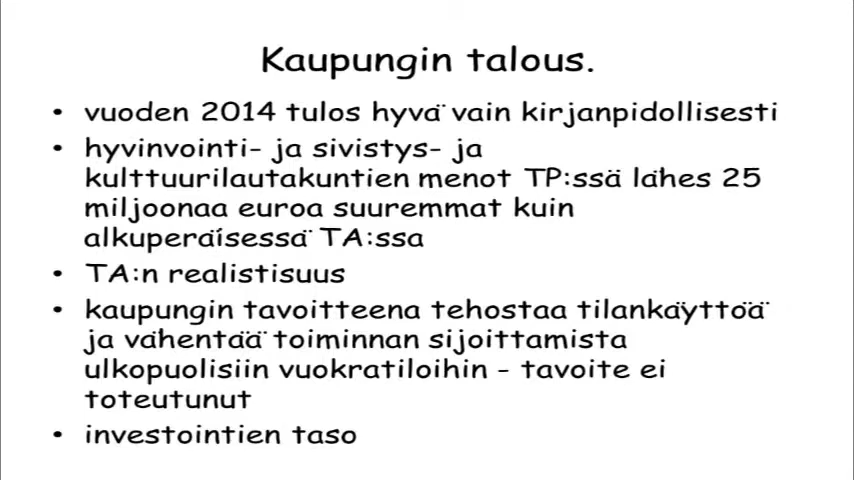 Kaupungin talous.
• vuoden 2014 tulos hyvä vain kirjanpidollisesti
• hyvinvointi- ja sivistys- ja
kulttuurilautakuntien menot TP:ssä lähes 25
miljoonaa euroa suuremmat kuin
alkuperäisessä TA:ssa
• TA:n realistisuus
• kaupungin tavoitteena tehostaa tilankäyttöä
ja vähentää toiminnan sijoittamista
ulkopuolisiin vuokratiloihin - tavoite ei
toteutunut
• investointien taso